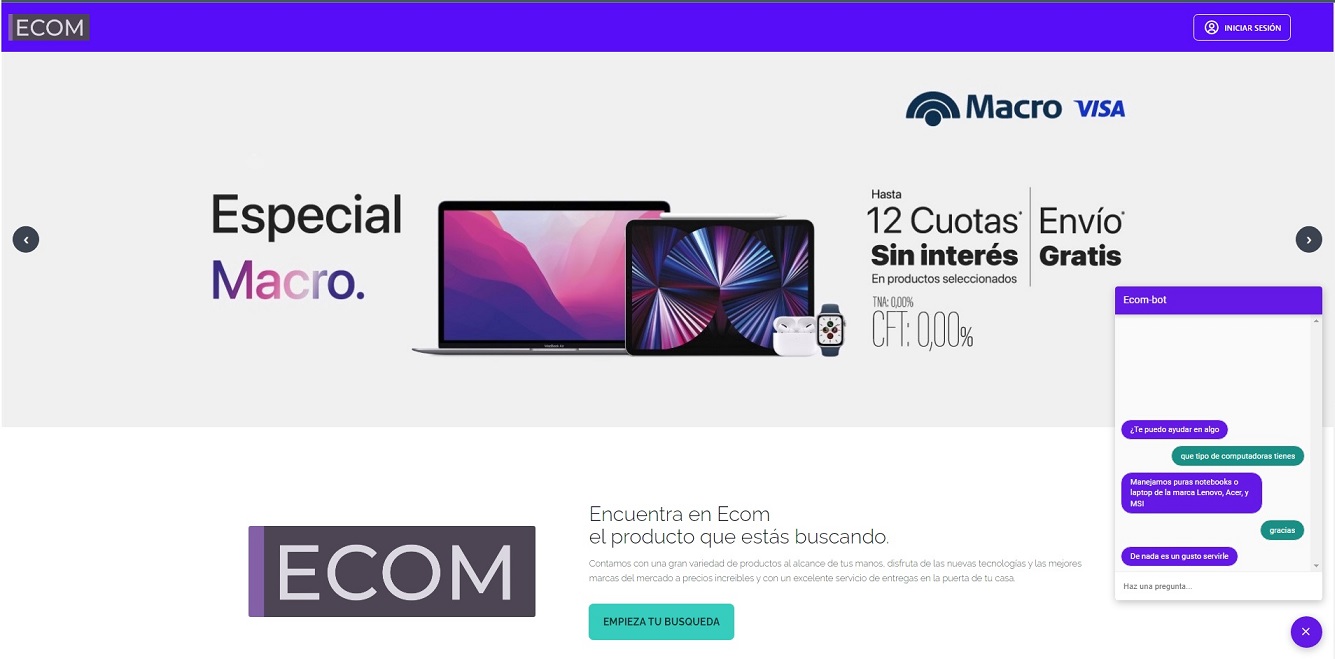 ECOM
INICIAR SESIÓN
Macro VISA
Especial
Macro.
Hasta
12 Cuotas*
Sin interés
En productos seleccionados
TNA: 0,00%
CFT: 0,00%
Envío*
Gratis
Ecom-bot
¿Te puedo ayudar en algo
que tipo de computadoras tienes
Manejamos puras notebooks o
laptop de la marca Lenovo, Acer, y
MSI
gracias
De nada es un gusto servirle
Haz una pregunta...
ECOM
Encuentra en Ecom
el producto que estás buscando.
Contamos con una gran variedad de productos al alcance de tus manos, disfruta de las nuevas tecnologías y las mejores
marcas del mercado a precios increibles y con un excelente servicio de entregas en la puerta de tu casa.
EMPIEZA TU BUSQUEDA